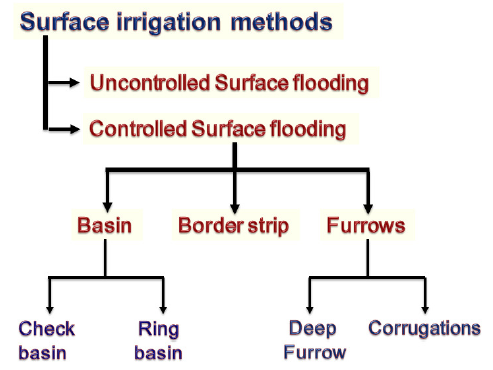 Surface irrigation methods
Uncontrolled Surface flooding
Controlled Surface flooding
Basin
Border strip
Furrows
Check
basin
Ring
basin
Deep
Furrow
Corrugations